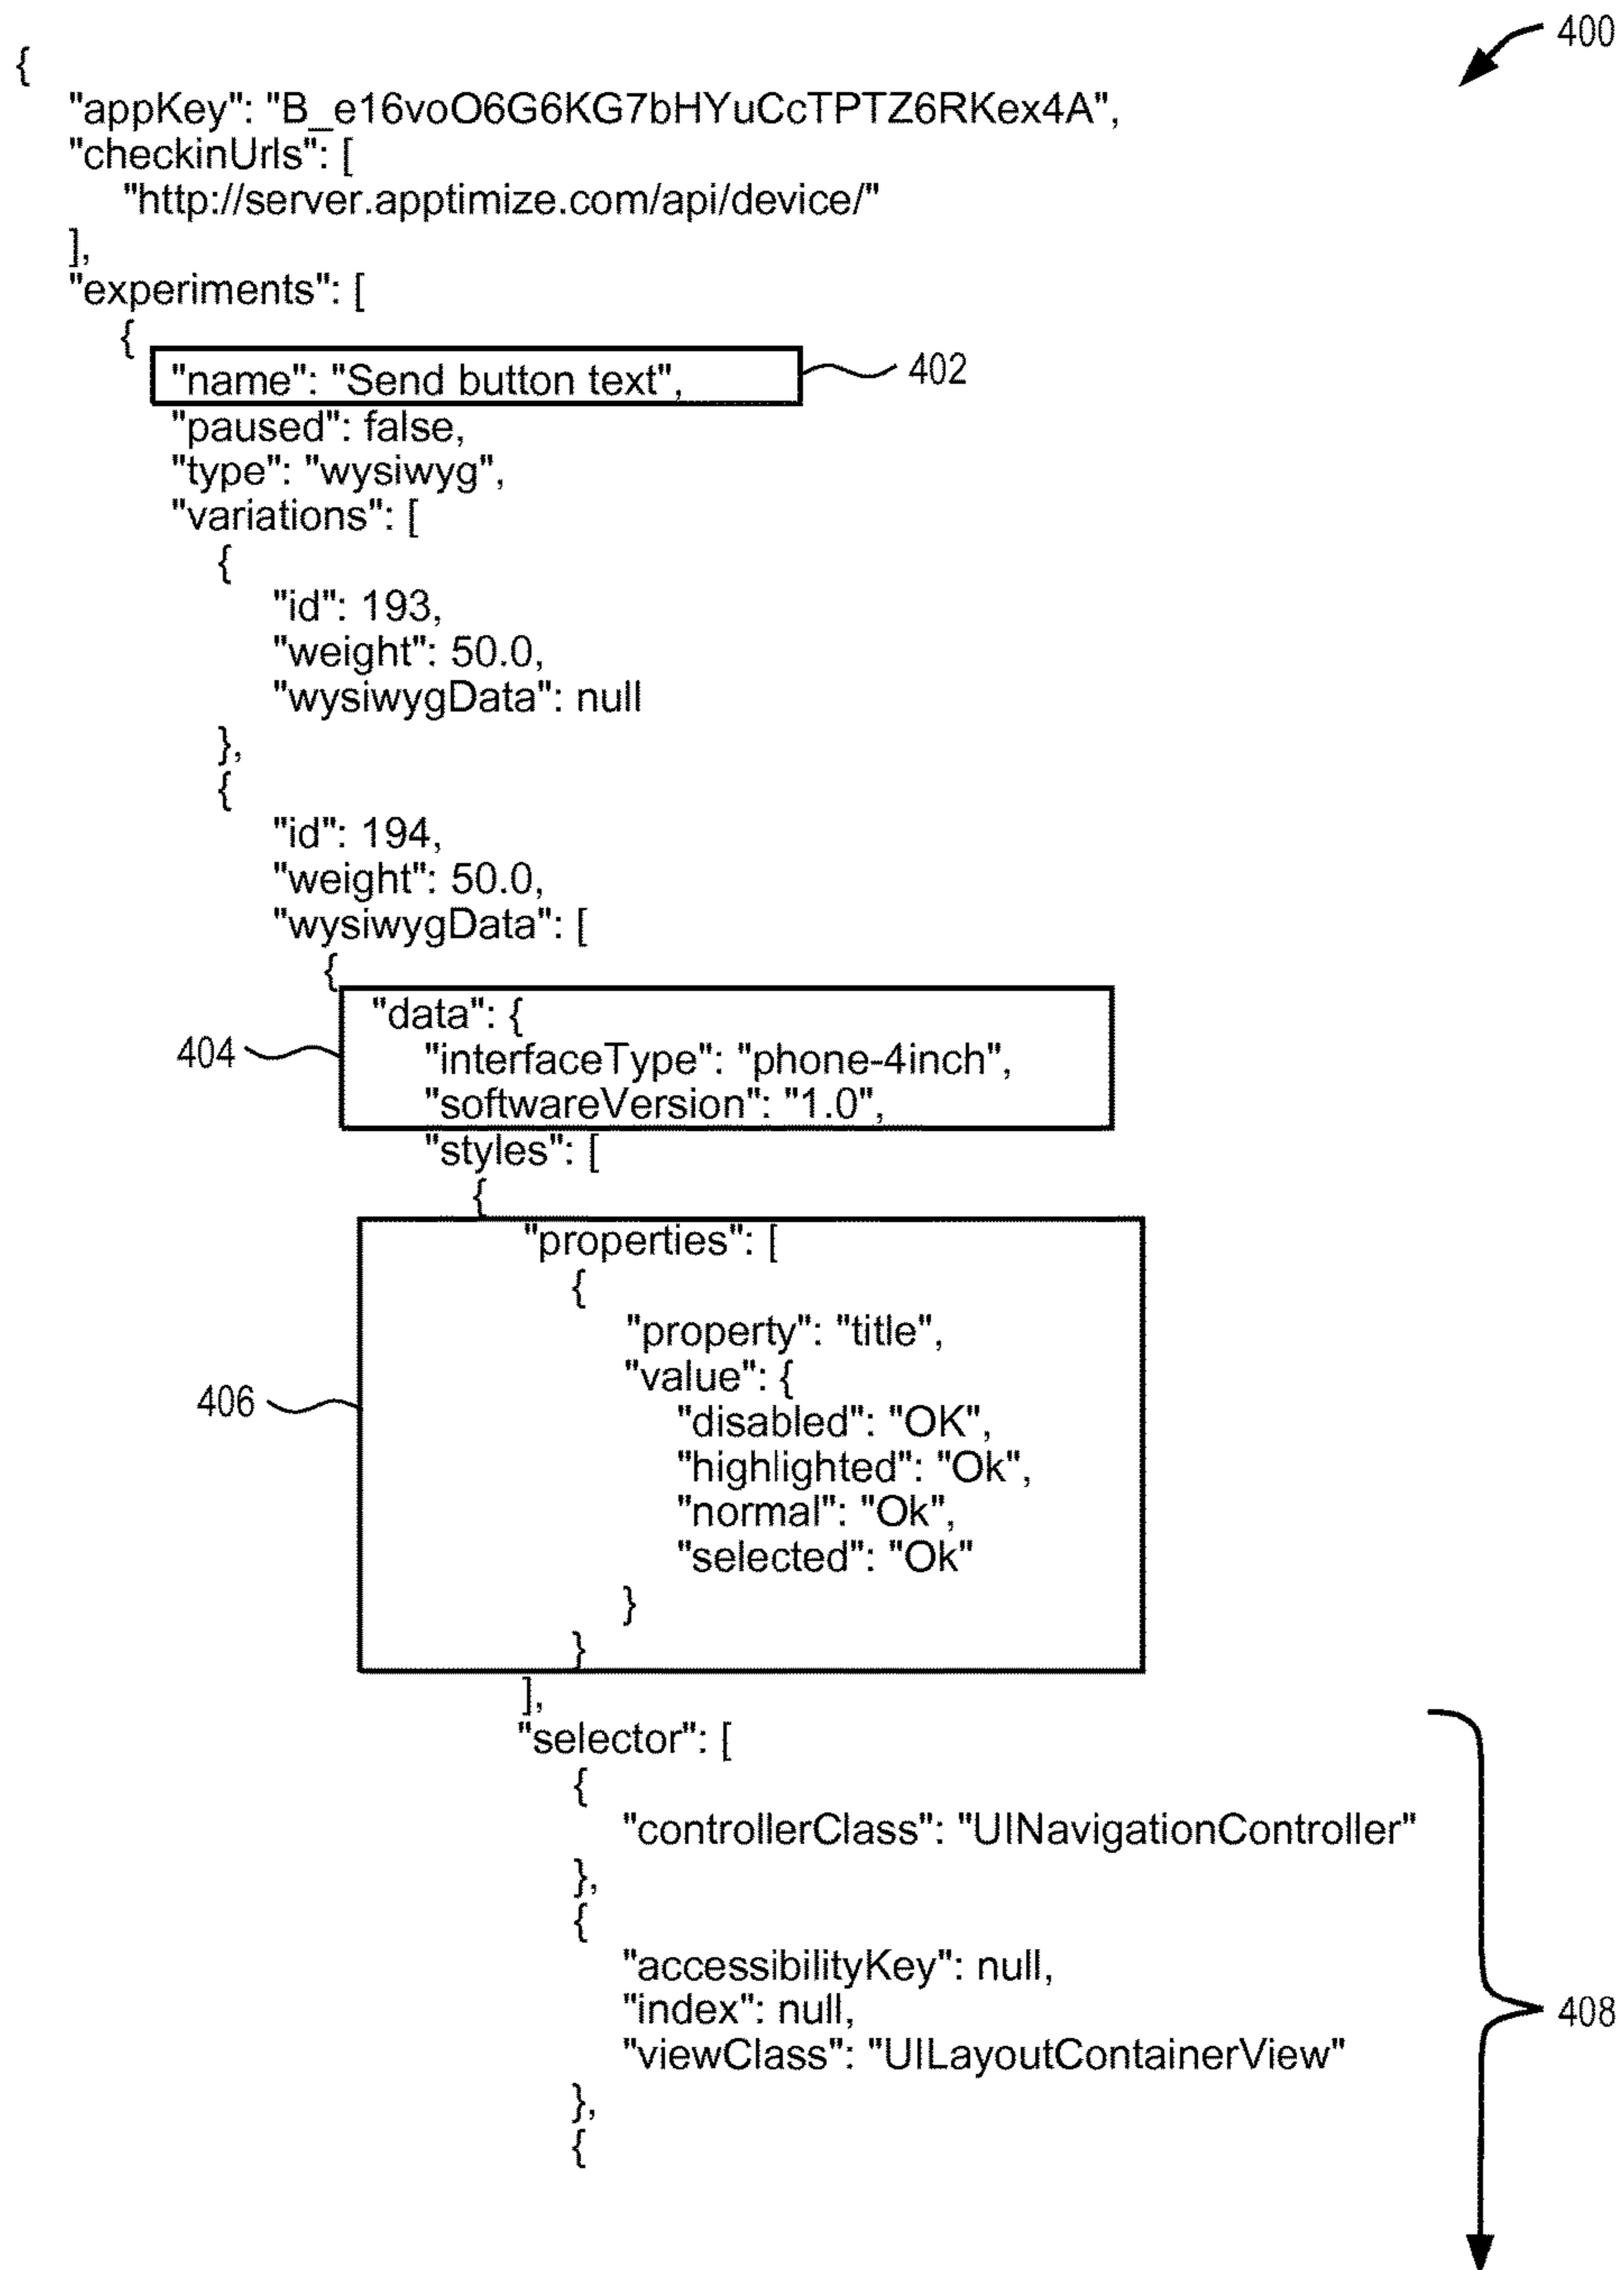 400
{
"appKey": "B_e16voO6G6KG7bHYuCcTPTZ6RKex4A",
"checkinUrls": [
"http://server.apptimize.com/api/device/"
],
"experiments": [
{
"name": "Send button text",
402
"paused": false,
"type": "wysiwyg",
"variations": [
{
"id": 193,
"weight": 50.0,
"wysiwygData": null
},
{
"id": 194,
"weight": 50.0,
"wysiwygData": [
{
"data": {
404
"interfaceType": "phone-4inch",
"softwareVersion": "1.0",
"styles": [
{
"properties": [
{
"property": "title",
"value": {
406
"disabled": "OK",
"highlighted": "Ok",
"normal": "Ok",
"selected": "Ok"
}
}
],
"selector": [
{
"controllerClass": "UINavigationController"
},
{
"accessibilityKey": null,
"index": null,
408
"viewClass": "UILayoutContainerView"
},
{